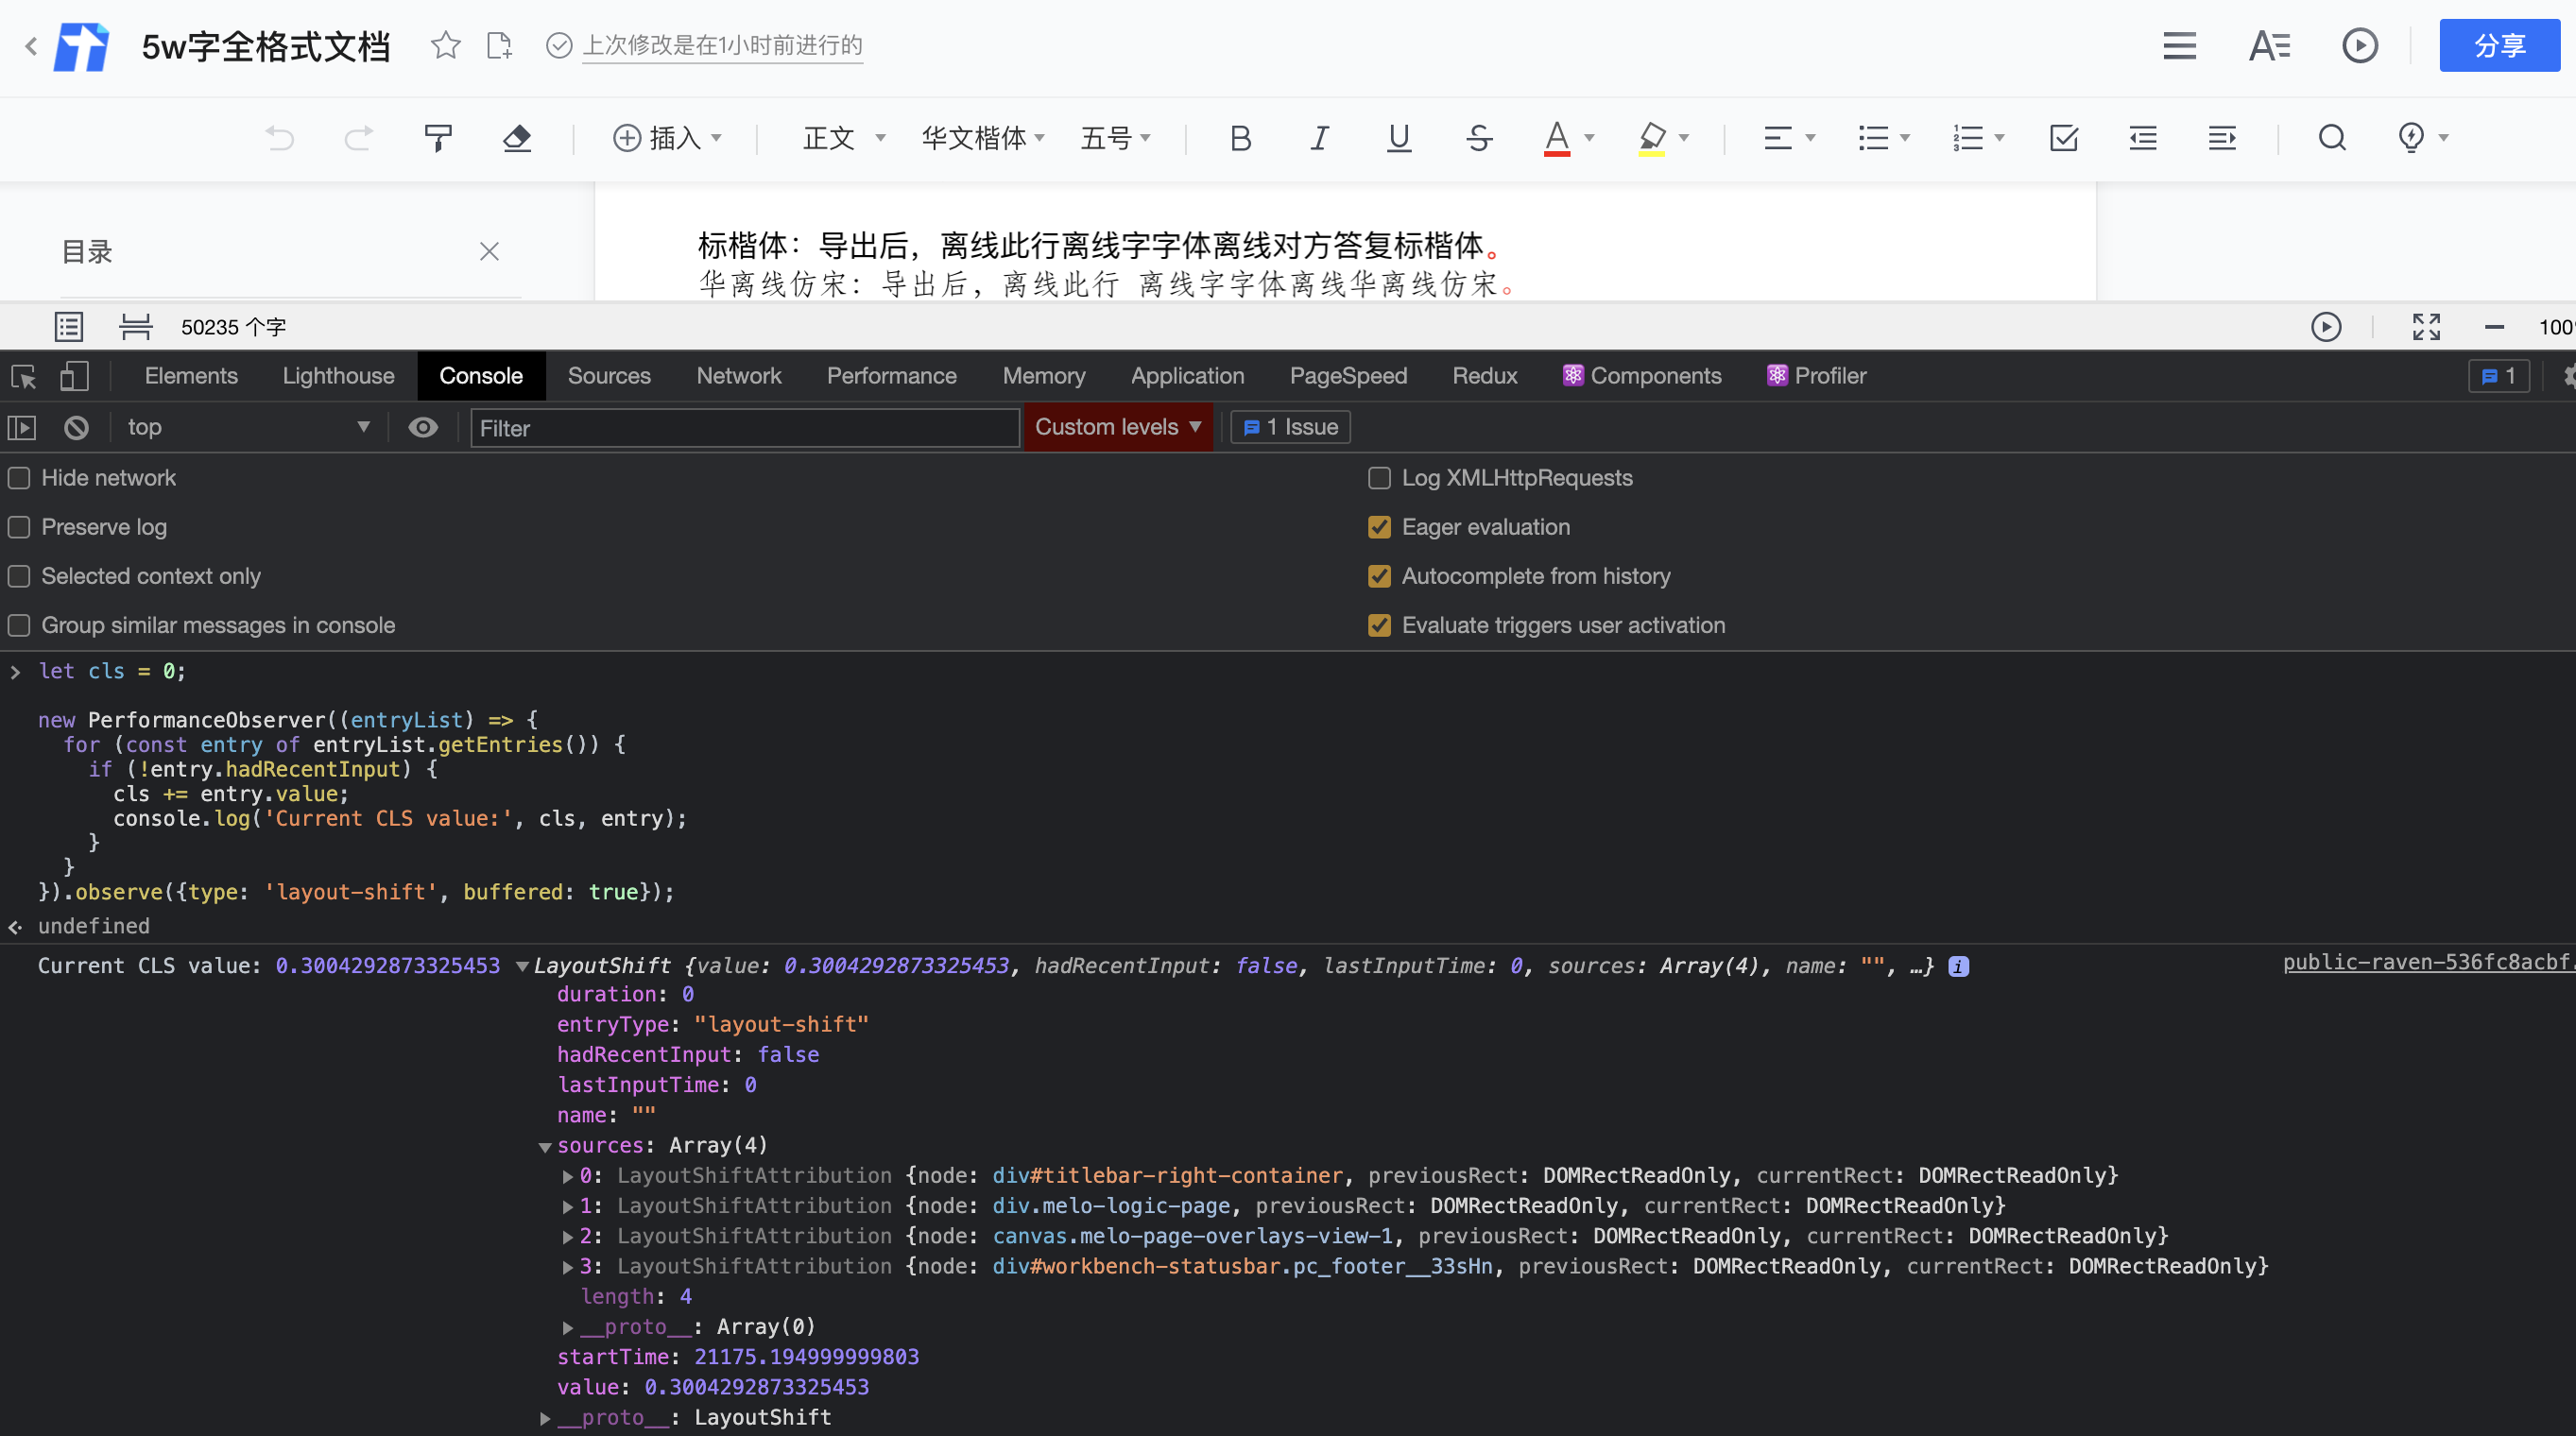 5w字全格式文档
上次修改是在1小时前进行的
分享
插入 正文 华文楷体 五号 B I U S A
目录
标楷体：导出后，离线此行离线字字体离线对方答复标楷体。
华离线仿宋：导出后，离线此行 离线字字体离线华离线仿宋。
50235 个字
100
Elements Lighthouse Console Sources Network Performance Memory Application PageSpeed Redux Components Profiler 1
top Filter Custom levels 1 Issue
Hide network
Log XMLHttpRequests
Preserve log
Eager evaluation
Selected context only
Autocomplete from history
Group similar messages in console
Evaluate triggers user activation
let cls = 0;
new PerformanceObserver((entryList) => {
for (const entry of entryList.getEntries()) {
if (!entry.hadRecentInput) {
cls += entry.value;
console.log('Current CLS value:', cls, entry);
}
}
}).observe({type: 'layout-shift', buffered: true});
undefined
Current CLS value: 0.3004292873325453 LayoutShift {value: 0.3004292873325453, hadRecentInput: false, lastInputTime: 0, sources: Array(4), name: "", …} i
public-raven-536fc8acbf.
duration: 0
entryType: "layout-shift"
hadRecentInput: false
lastInputTime: 0
name: ""
sources: Array(4)
0: LayoutShiftAttribution {node: div#titlebar-right-container, previousRect: DOMRectReadOnly, currentRect: DOMRectReadOnly}
1: LayoutShiftAttribution {node: div.melo-logic-page, previousRect: DOMRectReadOnly, currentRect: DOMRectReadOnly}
2: LayoutShiftAttribution {node: canvas.melo-page-overlays-view-1, previousRect: DOMRectReadOnly, currentRect: DOMRectReadOnly}
3: LayoutShiftAttribution {node: div#workbench-statusbar.pc_footer__33sHn, previousRect: DOMRectReadOnly, currentRect: DOMRectReadOnly}
length: 4
__proto__: Array(0)
startTime: 21175.194999999803
value: 0.3004292873325453
__proto__: LayoutShift